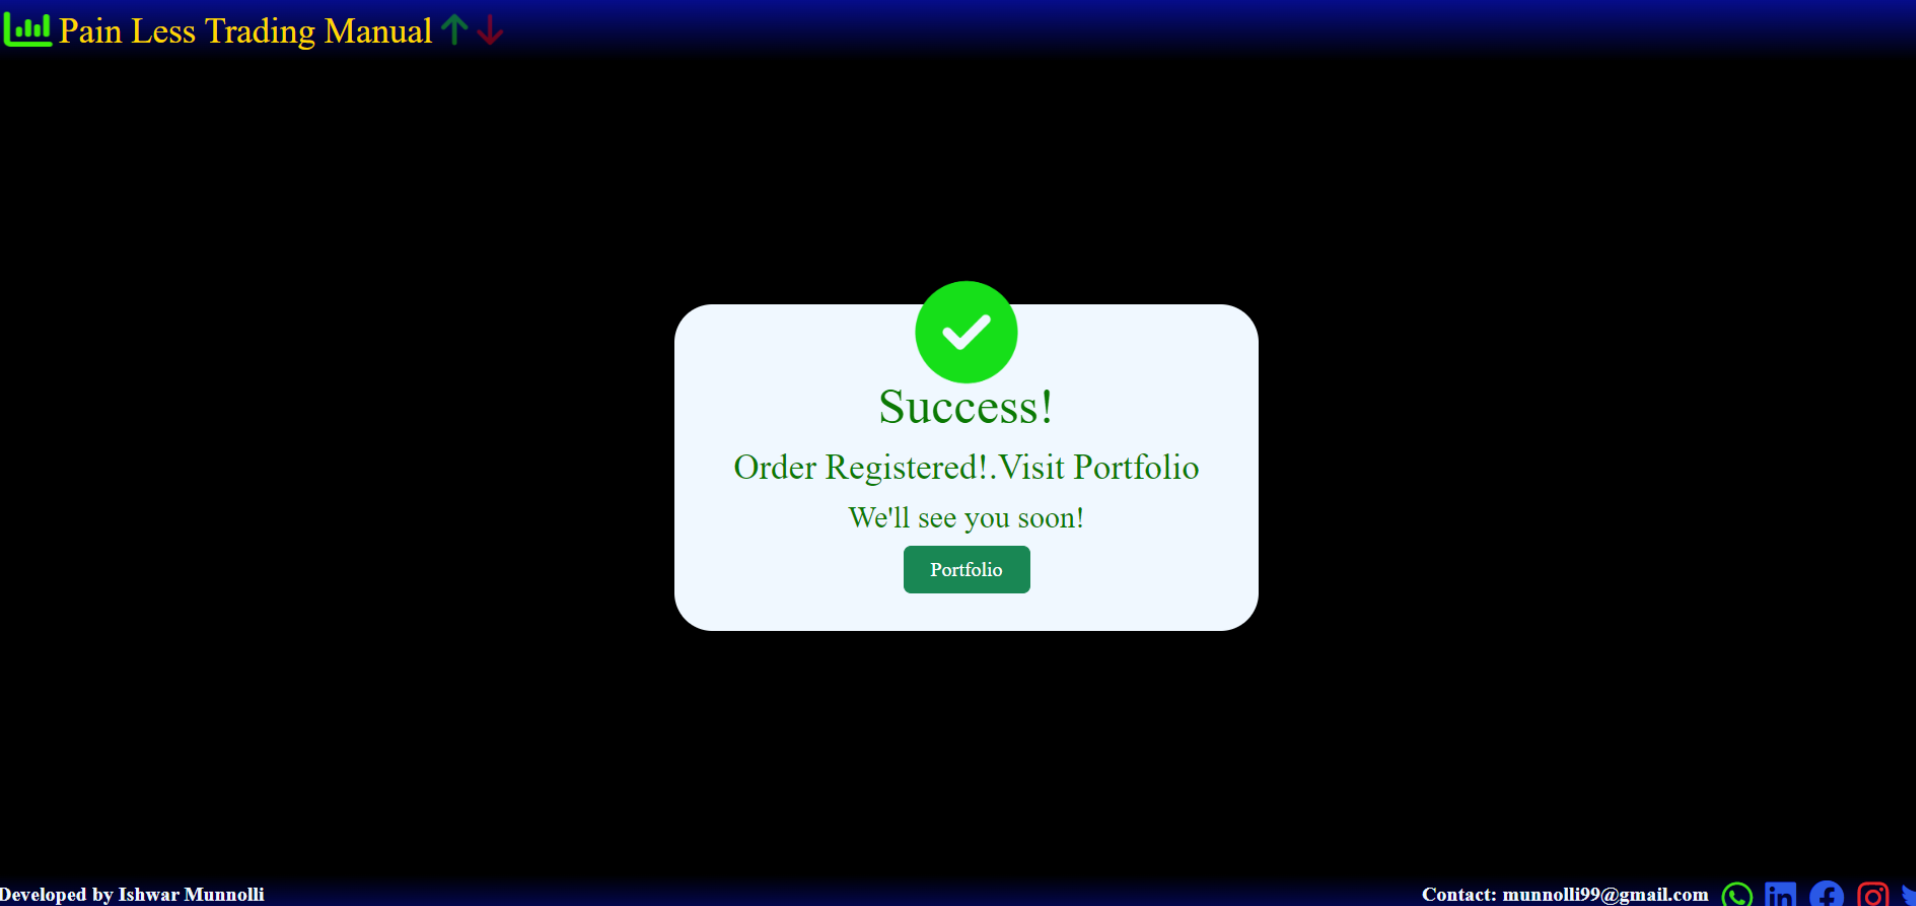 Pain Less Trading Manual
Success!
Order Registered!.Visit Portfolio
We'll see you soon!
Portfolio
Developed by Ishwar Munnolli
Contact: munnolli99@gmail.com